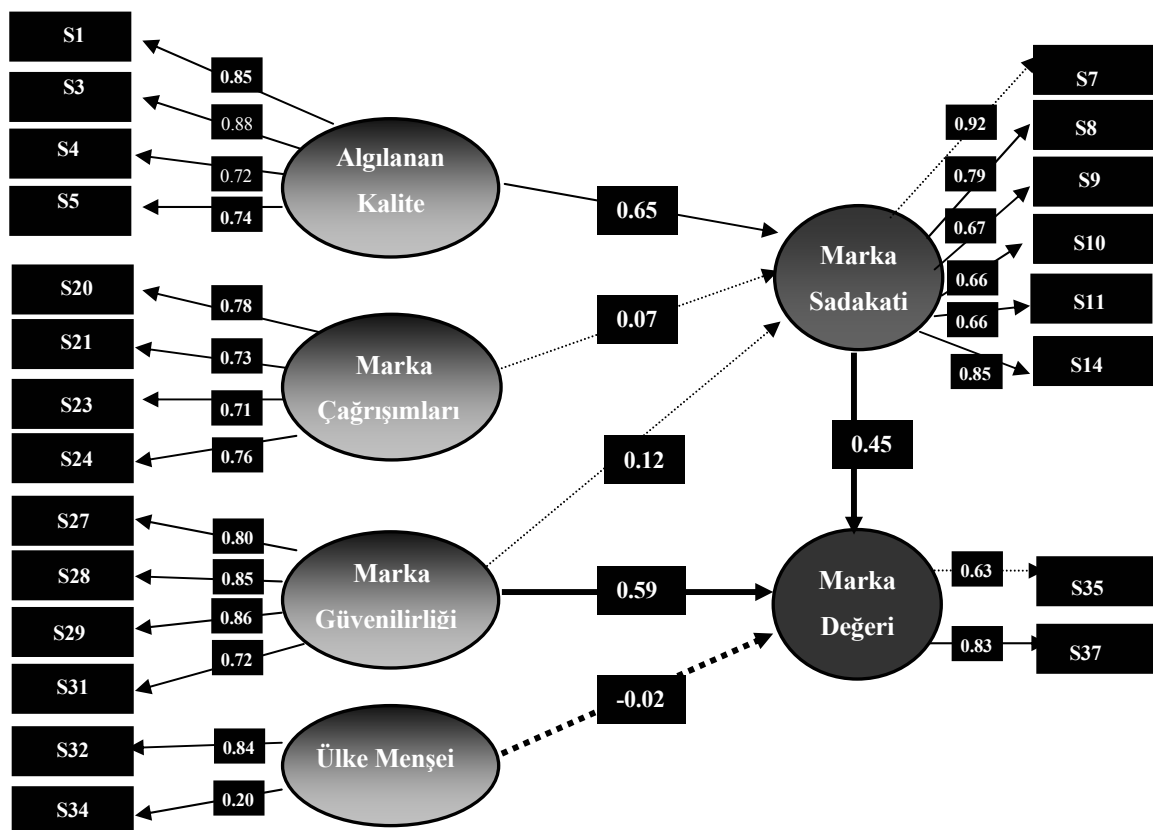 S1
S3
S4
S5
0.85
0.88
0.72
0.74
Algılanan
Kalite
0.65
S20
S21
S23
S24
0.78
0.73
0.71
0.76
Marka
Çağrışımları
0.07
S27
S28
S29
S31
0.80
0.85
0.86
0.72
Marka
Güvenilirliği
0.12
0.59
S32
S34
0.84
0.20
Ülke Menşei
-0.02
Marka
Sadakati
0.92
0.79
0.67
0.66
0.66
0.85
S7
S8
S9
S10
S11
S14
0.45
Marka
Değeri
0.63
0.83
S35
S37